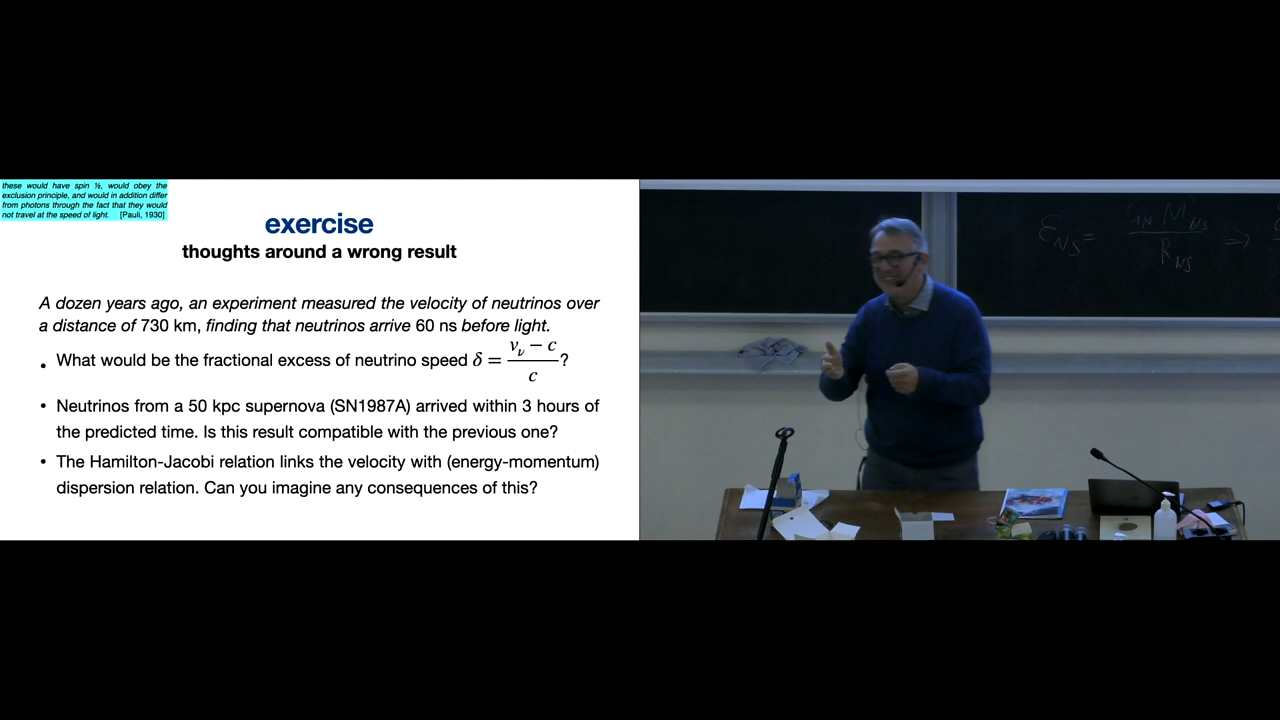 these would have spin ½, would obey the
exclusion principle, and would in addition differ
from photons through the fact that they would
not travel at the speed of light. [Pauli, 1930]
exercise
thoughts around a wrong result
A dozen years ago, an experiment measured the velocity of neutrinos over
a distance of 730 km, finding that neutrinos arrive 60 ns before light.
• What would be the fractional excess of neutrino speed δ = (v_ν − c)/c?
• Neutrinos from a 50 kpc supernova (SN1987A) arrived within 3 hours of
the predicted time. Is this result compatible with the previous one?
• The Hamilton-Jacobi relation links the velocity with (energy-momentum)
dispersion relation. Can you imagine any consequences of this?
ℰ_NS =
M_NS
R_NS
⇒